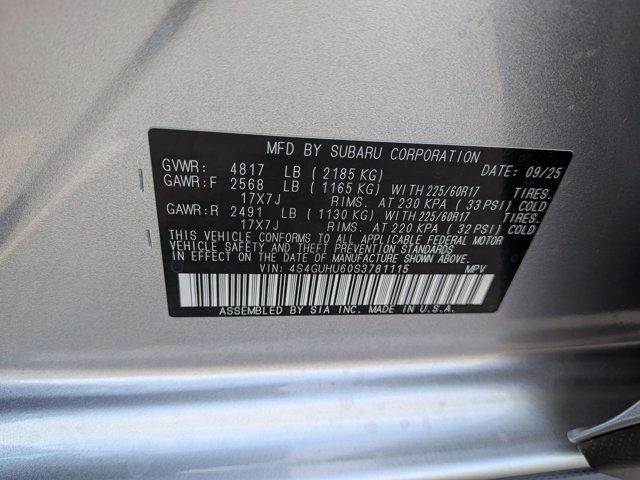 MFD BY SUBARU CORPORATION
GVWR: 4817 LB ( 2185 KG) DATE: 09/25
GAWR:F 2568 LB ( 1165 KG) WITH 225/60R17 TIRES.
17X7J RIMS. AT 230 KPA ( 33 PSI) COLD
GAWR:R 2491 LB ( 1130 KG) WITH 225/60R17 TIRES.
17X7J RIMS. AT 220 KPA ( 32 PSI) COLD
THIS VEHICLE CONFORMS TO ALL APPLICABLE FEDERAL MOTOR
VEHICLE SAFETY AND THEFT PREVENTION STANDARDS
IN EFFECT ON THE DATE OF MANUFACTURE SHOWN ABOVE.
VIN: 4S4GUHU60S3781115 MPV
ASSEMBLED BY SIA INC. MADE IN U.S.A.